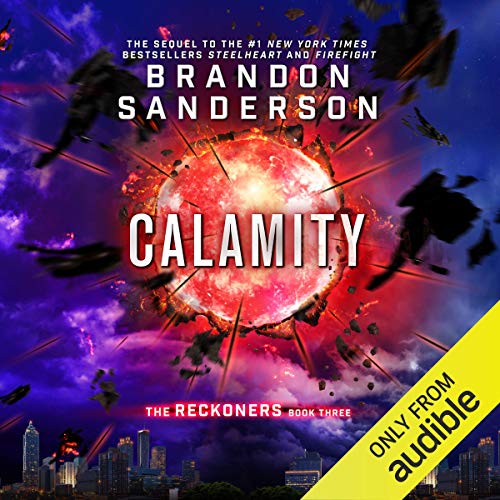 THE SEQUEL TO THE #1 NEW YORK TIMES
BESTSELLERS STEELHEART AND FIREFIGHT
BRANDON
SANDERSON
CALAMITY
THE RECKONERS BOOK THREE
ONLY FROM
audible